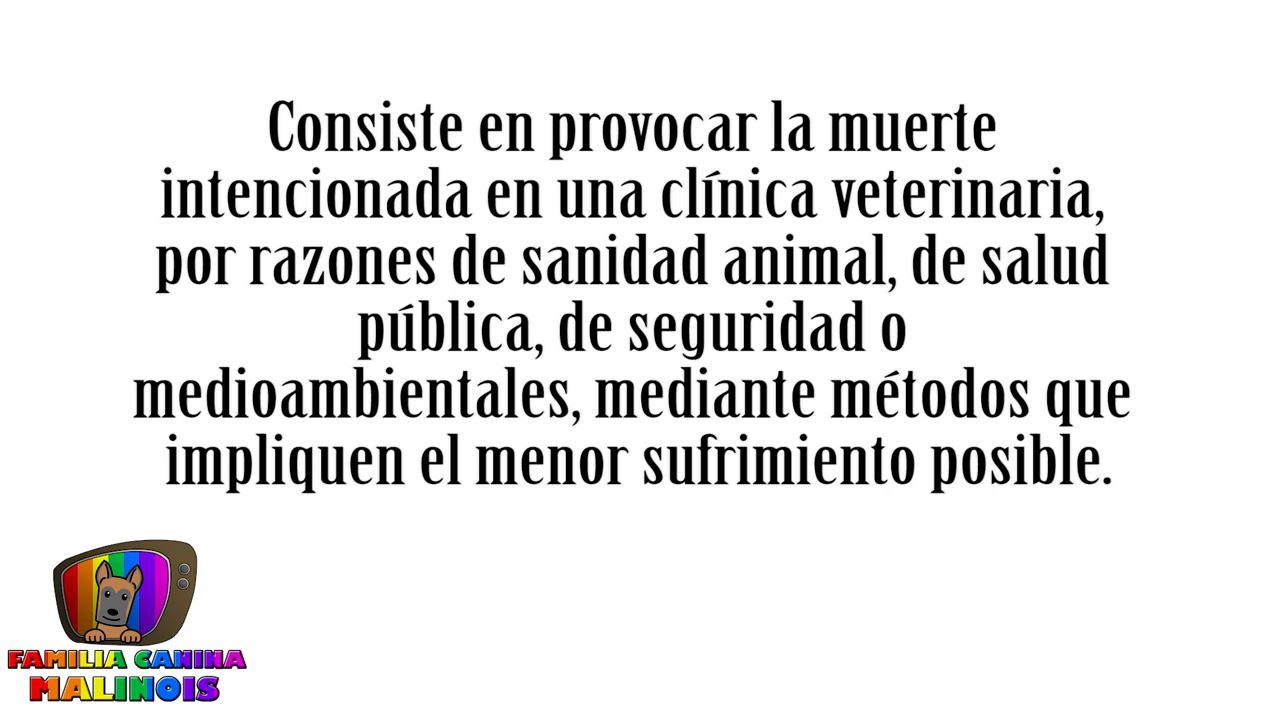 Consiste en provocar la muerte
intencionada en una clínica veterinaria,
por razones de sanidad animal, de salud
pública, de seguridad o
medioambientales, mediante métodos que
impliquen el menor sufrimiento posible.
FAMILIA CANINA
MALINOIS